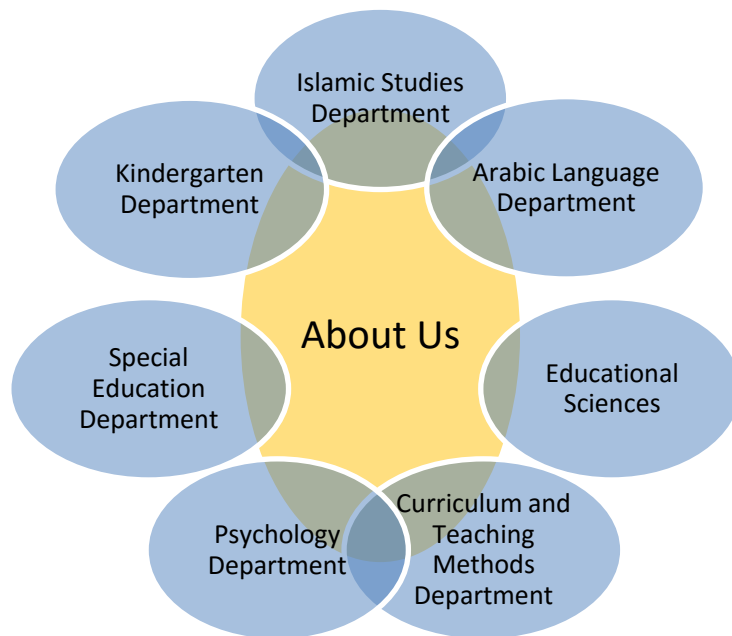 Islamic Studies
Department
Kindergarten
Department
Arabic Language
Department
About Us
Special
Education
Department
Educational
Sciences
Psychology
Department
Curriculum and
Teaching
Methods
Department